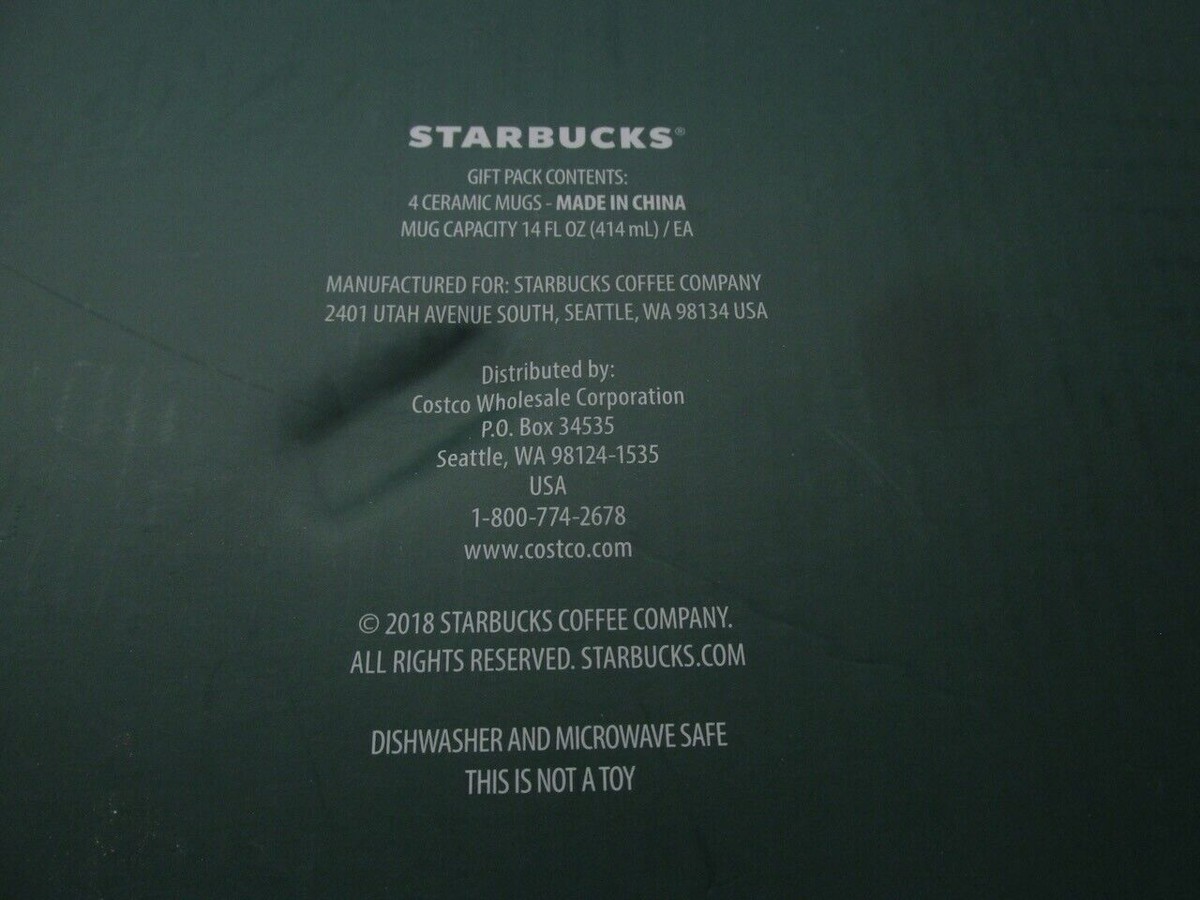 STARBUCKS®
GIFT PACK CONTENTS:
4 CERAMIC MUGS - MADE IN CHINA
MUG CAPACITY 14 FL OZ (414 mL) / EA
MANUFACTURED FOR: STARBUCKS COFFEE COMPANY
2401 UTAH AVENUE SOUTH, SEATTLE, WA 98134 USA
Distributed by:
Costco Wholesale Corporation
P.O. Box 34535
Seattle, WA 98124-1535
USA
1-800-774-2678
www.costco.com
© 2018 STARBUCKS COFFEE COMPANY.
ALL RIGHTS RESERVED. STARBUCKS.COM
DISHWASHER AND MICROWAVE SAFE
THIS IS NOT A TOY